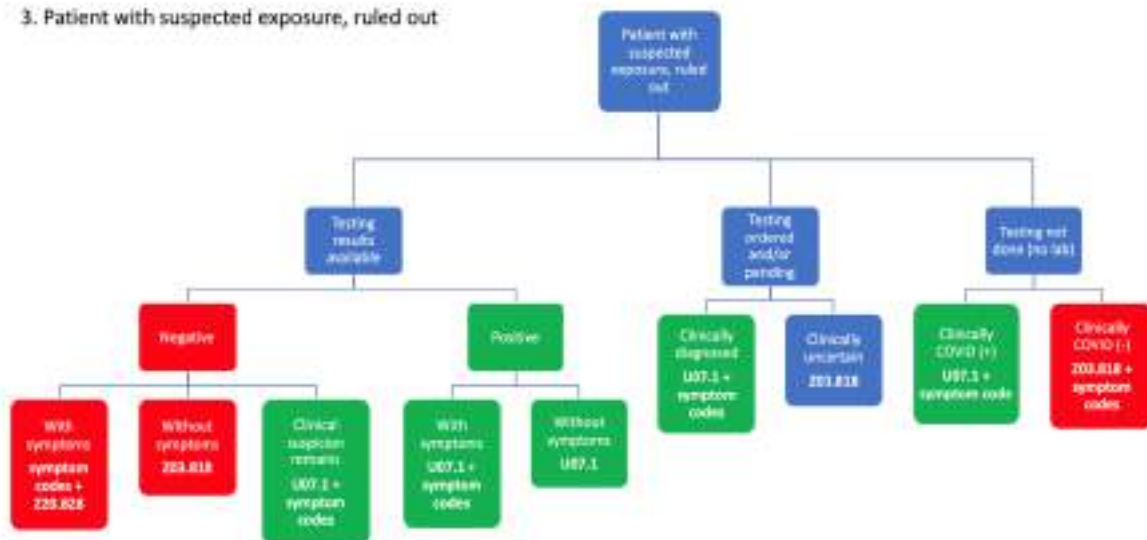 3. Patient with suspected exposure, ruled out
Patient with
suspected
exposure, ruled
out
Testing
results
available
Testing
ordered
and/or
pending
Testing not
done (no lab)
Negative
Positive
Clinically
diagnosed
U07.1 +
symptom
codes
Clinically
uncertain
Z03.818
Clinically
COVID (+)
U07.1 +
symptom code
Clinically
COVID (-)
Z03.818 +
symptom
codes
With
symptoms
symptom
codes +
Z20.828
Without
symptoms
Z03.818
Clinical
suspicion
remains
U07.1 +
symptom
codes
With
symptoms
U07.1 +
symptom
codes
Without
symptoms
U07.1